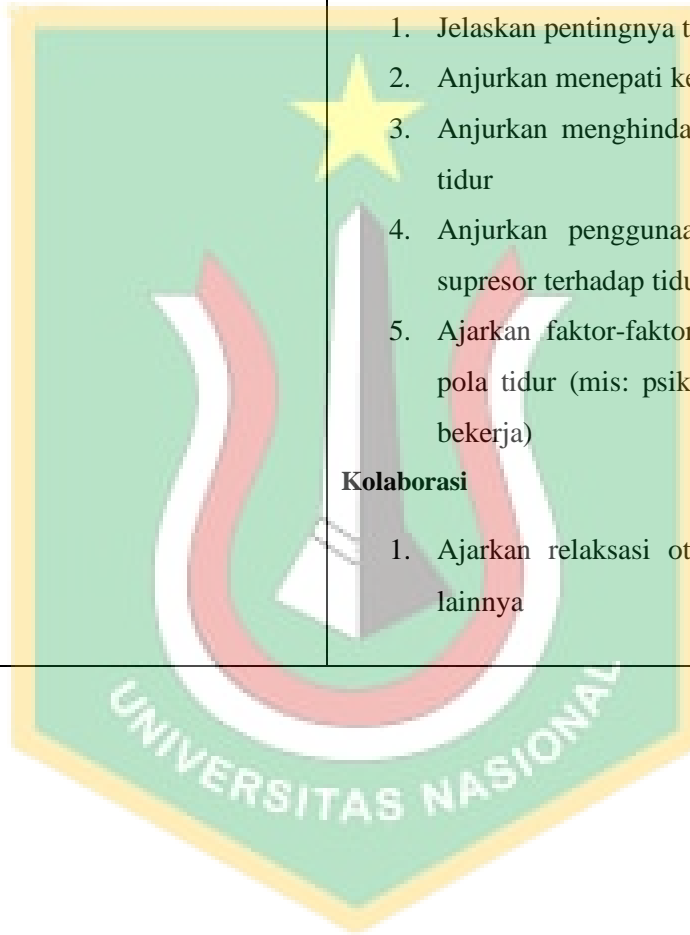 1. Jelaskan pentingnya t
2. Anjurkan menepati ke
3. Anjurkan menghinda
tidur
4. Anjurkan penggunaa
supresor terhadap tidu
5. Ajarkan faktor-faktor
pola tidur (mis: psik
bekerja)
Kolaborasi
1. Ajarkan relaksasi ot
lainnya
UNIVERSITAS NASIONAL